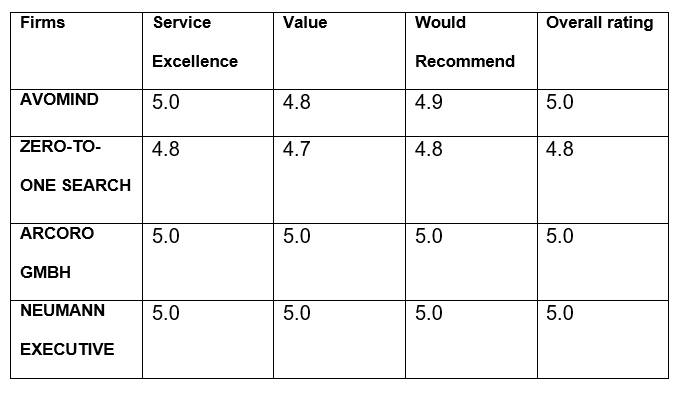 Firms Service Value Would Overall rating
Excellence Recommend
AVOMIND 5.0 4.8 4.9 5.0
ZERO-TO- 4.8 4.7 4.8 4.8
ONE SEARCH
ARCORO 5.0 5.0 5.0 5.0
GMBH
NEUMANN 5.0 5.0 5.0 5.0
EXECUTIVE